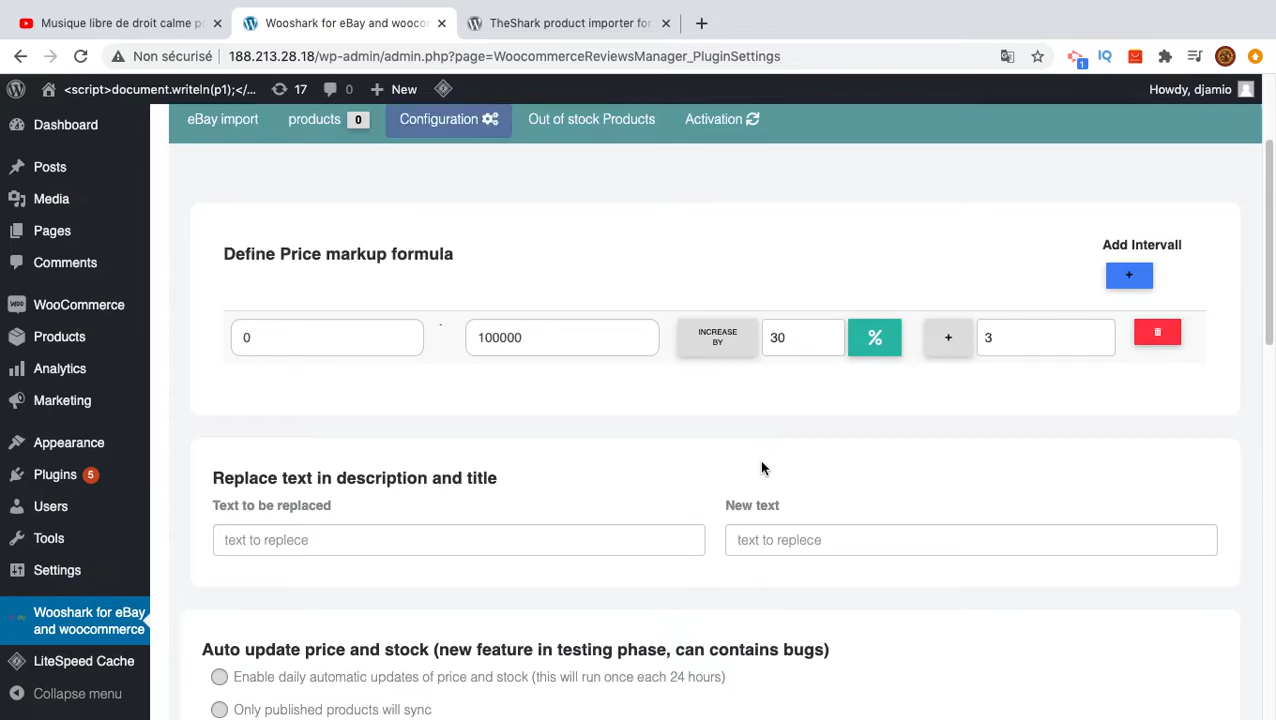 Musique libre de droit calme p
Wooshark for eBay and wooco
TheShark product importer for
Non sécurisé
188.213.28.18/wp-admin/admin.php?page=WoocommerceReviewsManager_PluginSettings
1
IQ
<script>document.writeln(p1);</...
17
0
New
Howdy, djamio
Dashboard
Posts
Media
Pages
Comments
WooCommerce
Products
Analytics
Marketing
Appearance
Plugins 5
Users
Tools
Settings
Wooshark for eBay
and woocommerce
LiteSpeed Cache
Collapse menu
eBay import
products 0
Configuration
Out of stock Products
Activation
Define Price markup formula
Add Intervall
+
0
-
100000
INCREASE
BY
30
%
+
3
Replace text in description and title
Text to be replaced
New text
text to replece
text to replece
Auto update price and stock (new feature in testing phase, can contains bugs)
Enable daily automatic updates of price and stock (this will run once each 24 hours)
Only published products will sync